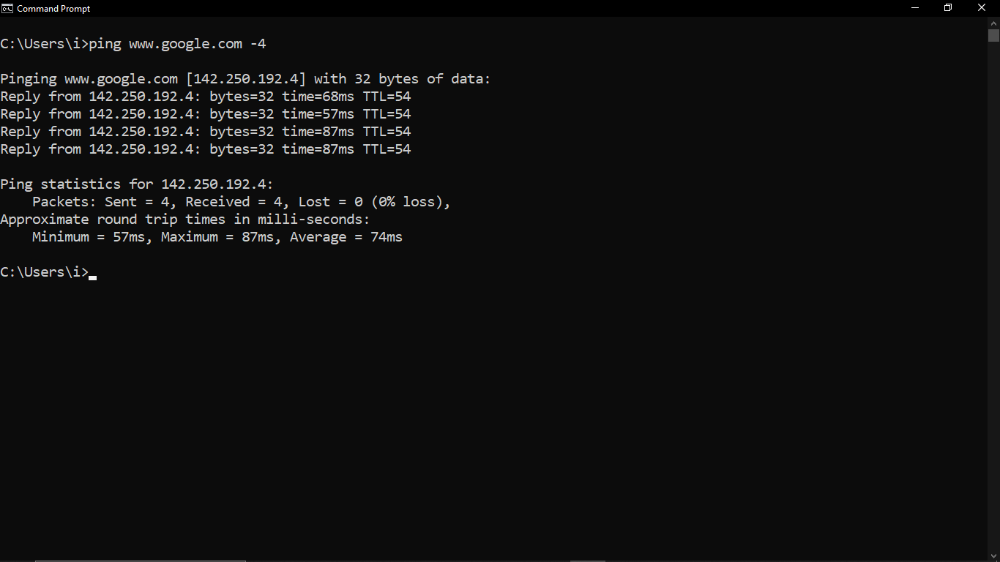 Command Prompt
C:\Users\i>ping www.google.com -4
Pinging www.google.com [142.250.192.4] with 32 bytes of data:
Reply from 142.250.192.4: bytes=32 time=68ms TTL=54
Reply from 142.250.192.4: bytes=32 time=57ms TTL=54
Reply from 142.250.192.4: bytes=32 time=87ms TTL=54
Reply from 142.250.192.4: bytes=32 time=87ms TTL=54
Ping statistics for 142.250.192.4:
    Packets: Sent = 4, Received = 4, Lost = 0 (0% loss),
Approximate round trip times in milli-seconds:
    Minimum = 57ms, Maximum = 87ms, Average = 74ms
C:\Users\i>